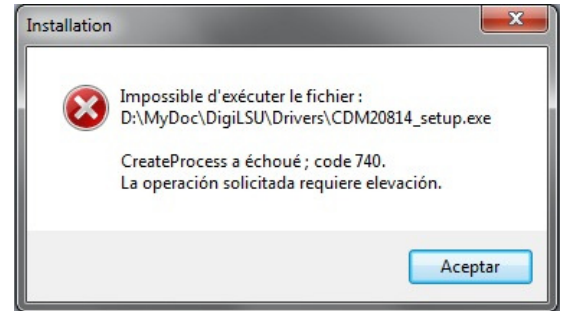 Installation
Impossible d'exécuter le fichier :
D:\MyDoc\DigiLSU\Drivers\CDM20814_setup.exe
CreateProcess a échoué ; code 740.
La operación solicitada requiere elevación.
Aceptar